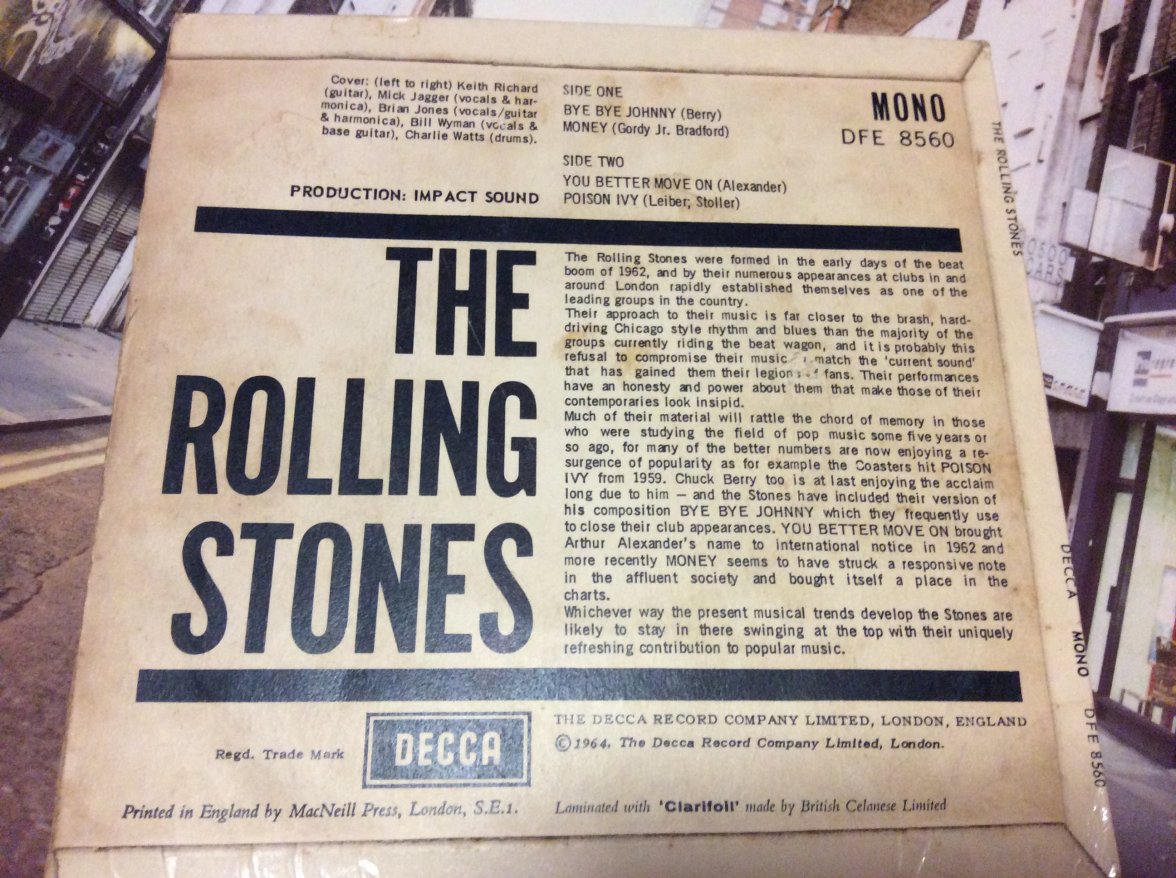 Cover: (left to right) Keith Richard
(guitar), Mick Jagger (vocals & har-
monica), Brian Jones (vocals/guitar
& harmonica), Bill Wyman (vocals &
base guitar), Charlie Watts (drums).
PRODUCTION: IMPACT SOUND
SIDE ONE
BYE BYE JOHNNY (Berry)
MONEY (Gordy Jr. Bradford)
SIDE TWO
YOU BETTER MOVE ON (Alexander)
POISON IVY (Leiber; Stoller)
MONO
DFE 8560
THE
ROLLING
STONES
The Rolling Stones were formed in the early days of the beat
boom of 1962, and by their numerous appearances at clubs in and
around London rapidly established themselves as one of the
leading groups in the country.
Their approach to their music is far closer to the brash, hard-
driving Chicago style rhythm and blues than the majority of the
groups currently riding the beat wagon, and it is probably this
refusal to compromise their music match the 'current sound'
that has gained them their legion of fans. Their performances
have an honesty and power about them that make those of their
contemporaries look insipid.
Much of their material will rattle the chord of memory in those
who were studying the field of pop music some five years or
so ago, for many of the better numbers are now enjoying a re-
surgence of popularity as for example the Coasters hit POISON
IVY from 1959. Chuck Berry too is at last enjoying the acclaim
long due to him — and the Stones have included their version of
his composition BYE BYE JOHNNY which they frequently use
to close their club appearances. YOU BETTER MOVE ON brought
Arthur Alexander's name to international notice in 1962 and
more recently MONEY seems to have struck a responsive note
in the affluent society and bought itself a place in the
charts.
Whichever way the present musical trends develop the Stones are
likely to stay in there swinging at the top with their uniquely
refreshing contribution to popular music.
Regd. Trade Mark
DECCA
THE DECCA RECORD COMPANY LIMITED, LONDON, ENGLAND
©1964, The Decca Record Company Limited, London.
Printed in England by MacNeill Press, London, S.E.1.
Laminated with 'Clarifoil' made by British Celanese Limited
THE ROLLING STONES
DECCA
MONO
DFE 8560
CARS